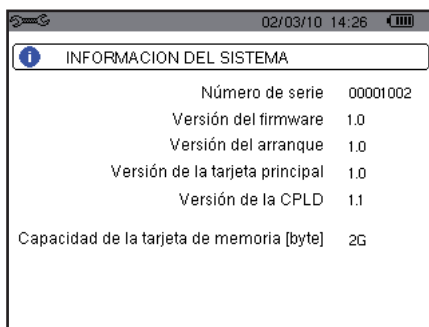 02/03/10 14:26
INFORMACION DEL SISTEMA
Número de serie 00001002
Versión del firmware 1.0
Versión del arranque 1.0
Versión de la tarjeta principal 1.0
Versión de la CPLD 1.1
Capacidad de la tarjeta de memoria [byte] 2G